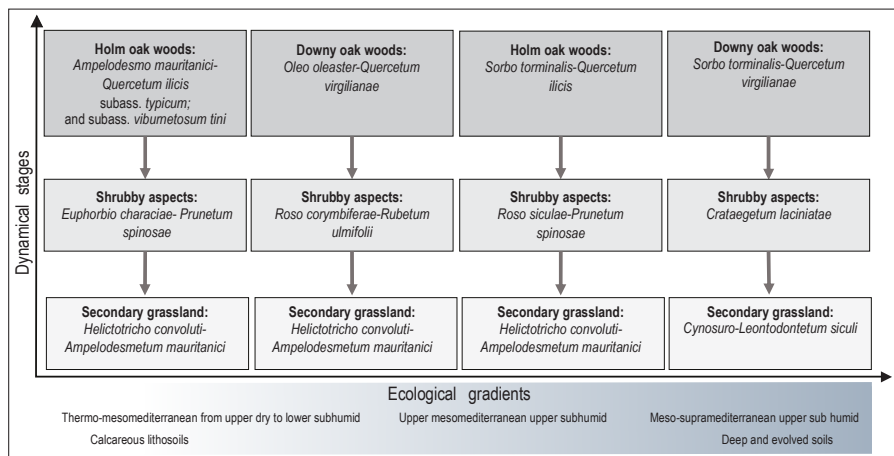 Dynamical stages
Holm oak woods:
Ampelodesmo mauritanici-
Quercetum ilicis
subass. typicum;
and subass. viburnetosum tini
Downy oak woods:
Oleo oleaster-Quercetum
virgilianae
Holm oak woods:
Sorbo torminalis-Quercetum
ilicis
Downy oak woods:
Sorbo torminalis-Quercetum
virgilianae
Shrubby aspects:
Euphorbio characiae- Prunetum
spinosae
Shrubby aspects:
Roso corymbiferae-Rubetum
ulmifolii
Shrubby aspects:
Roso siculae-Prunetum
spinosae
Shrubby aspects:
Crataegetum laciniatae
Secondary grassland:
Helictotricho convoluti-
Ampelodesmetum mauritanici
Secondary grassland:
Helictotricho convoluti-
Ampelodesmetum mauritanici
Secondary grassland:
Helictotricho convoluti-
Ampelodesmetum mauritanici
Secondary grassland:
Cynosuro-Leontodontetum siculi
Ecological gradients
Thermo-mesomediterranean from upper dry to lower subhumid
Upper mesomediterranean upper subhumid
Meso-supramediterranean upper sub humid
Calcareous lithosoils
Deep and evolved soils